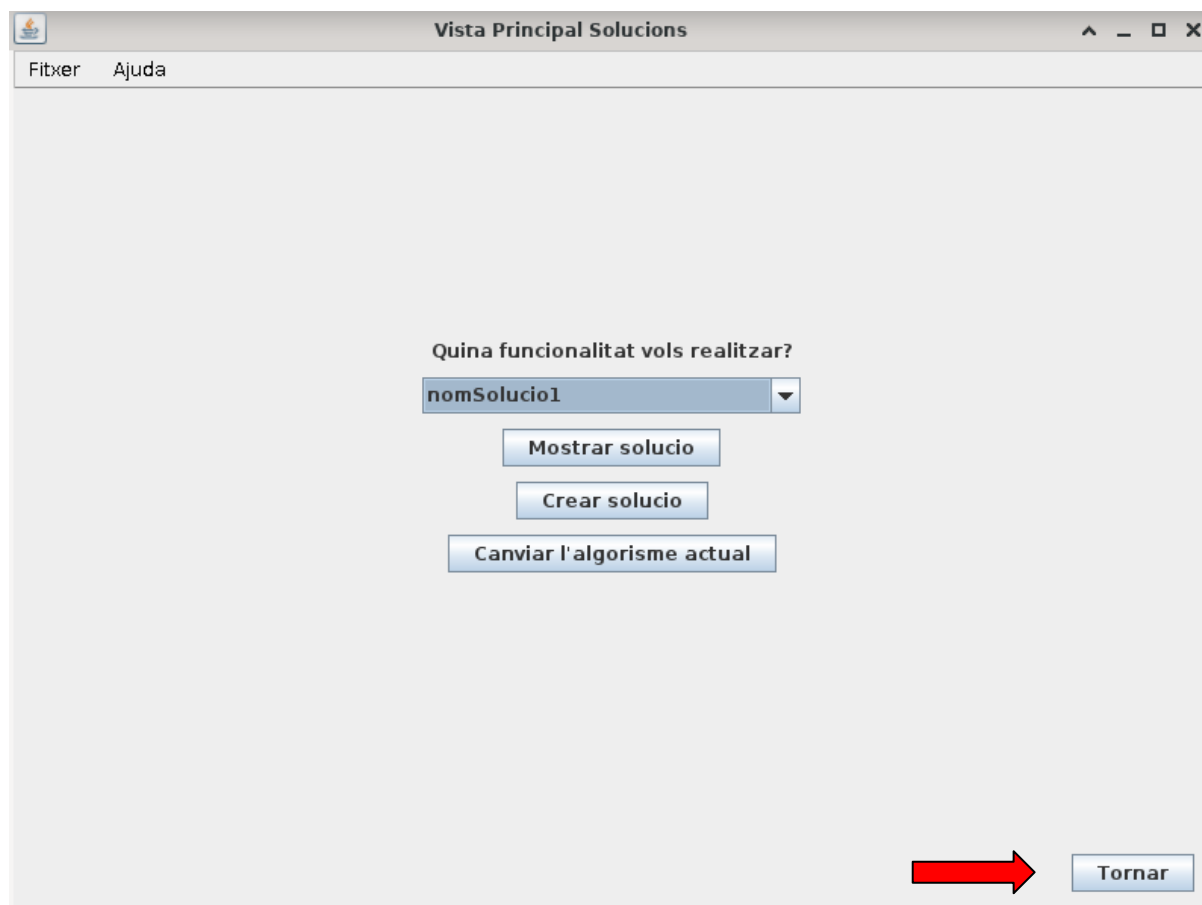 Vista Principal Solucions
Fitxer Ajuda
Quina funcionalitat vols realitzar?
nomSolucio1
Mostrar solucio
Crear solucio
Canviar l'algorisme actual
Tornar